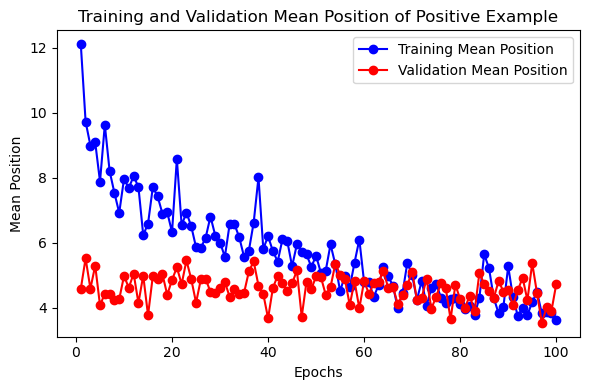 Training and Validation Mean Position of Positive Example
Training Mean Position
Validation Mean Position
Mean Position
12
10
8
6
4
0
20
40
60
80
100
Epochs